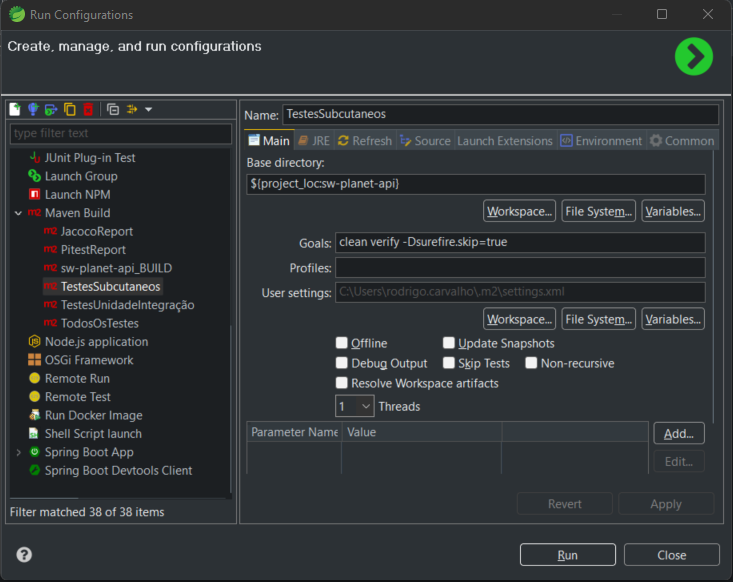 Run Configurations
Create, manage, and run configurations
type filter text
JUnit Plug-in Test
Launch Group
Launch NPM
Maven Build
JacocoReport
PitestReport
sw-planet-api_BUILD
TestesSubcutaneos
TestesUnidadeIntegração
TodosOsTestes
Node.js application
OSGi Framework
Remote Run
Remote Test
Run Docker Image
Shell Script launch
Spring Boot App
Spring Boot Devtools Client
Filter matched 38 of 38 items
Name: TestesSubcutaneos
Main JRE Refresh Source Launch Extensions Environment Common
Base directory:
${project_loc:sw-planet-api}
Workspace... File System... Variables...
Goals: clean verify -Dsurefire.skip=true
Profiles:
User settings: C:\Users\rodrigo.carvalho\.m2\settings.xml
Workspace... File System... Variables...
Offline Update Snapshots
Debug Output Skip Tests Non-recursive
Resolve Workspace artifacts
1 Threads
Parameter Name Value
Add...
Edit...
Revert Apply
Run Close